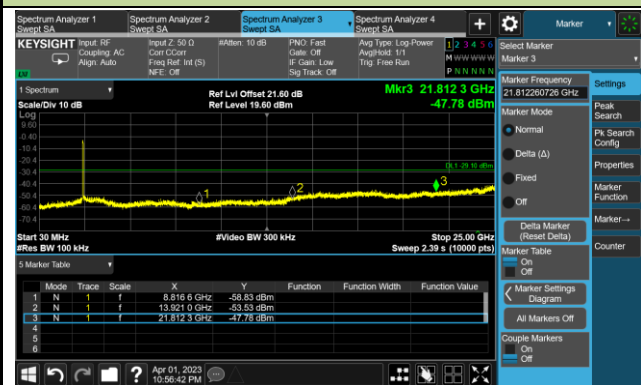 Spectrum Analyzer 1
Swept SA
Spectrum Analyzer 2
Swept SA
Spectrum Analyzer 3
Swept SA
Spectrum Analyzer 4
Swept SA
+
Marker
KEYSIGHT
Input: RF
Coupling: AC
Align: Auto
Input Z: 50 Ω
Corr CCorr
Freq Ref: Int (S)
NFE: Off
#Atten: 10 dB
PNO: Fast
Gate: Off
IF Gain: Low
Sig Track: Off
Avg Type: Log-Power
Avg|Hold: 1/1
Trig: Free Run
1 2 3 4 5 6
M W W W W W
P N N N N N
Select Marker
Marker 3
1 Spectrum
Scale/Div 10 dB
Log
Ref Lvl Offset 21.60 dB
Ref Level 19.60 dBm
Mkr3 21.812 3 GHz
-47.78 dBm
9.60
-0.40
-10.4
-20.4
-30.4
-40.4
-50.4
-60.4
-70.4
DL1 -29.10 dBm
1
2
3
Start 30 MHz
#Res BW 100 kHz
#Video BW 300 kHz
Stop 25.00 GHz
Sweep 2.39 s (10000 pts)
5 Marker Table
Mode Trace Scale X Y Function Function Width Function Value
1 N 1 f 8.816 6 GHz -58.83 dBm
2 N 1 f 13.921 0 GHz -53.53 dBm
3 N 1 f 21.812 3 GHz -47.78 dBm
4
5
6
Marker Frequency
21.812260726 GHz
Marker Mode
Normal
Delta (Δ)
Fixed
Off
Delta Marker
(Reset Delta)
Marker Table
On
Off
Marker Settings
Diagram
All Markers Off
Couple Markers
On
Off
Settings
Peak
Search
Pk Search
Config
Properties
Marker
Function
Marker→
Counter
?
Apr 01, 2023
10:56:42 PM